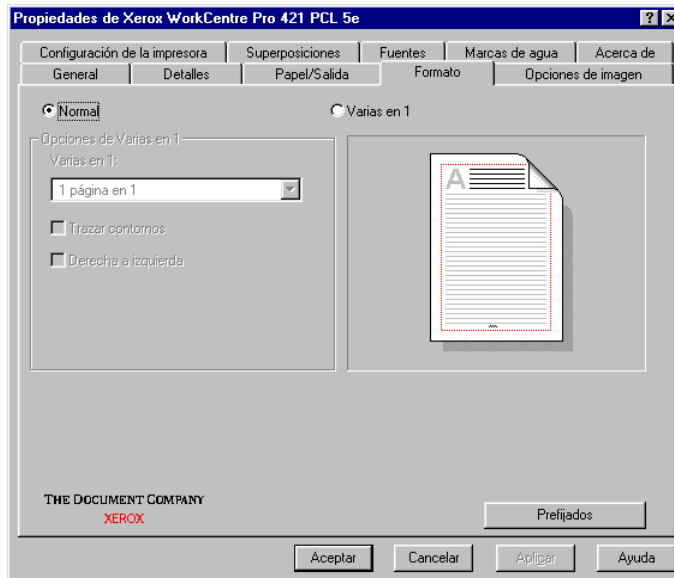 Propiedades de Xerox WorkCentre Pro 421 PCL 5e
Configuración de la impresora Superposiciones Fuentes Marcas de agua Acerca de
General Detalles Papel/Salida Formato Opciones de imagen
Normal Varias en 1
Opciones de Varias en 1
Varias en 1:
1 página en 1
A
Trazar contornos
Derecha a izquierda
THE DOCUMENT COMPANY
XEROX
Prefijados
Aceptar Cancelar Aplicar Ayuda